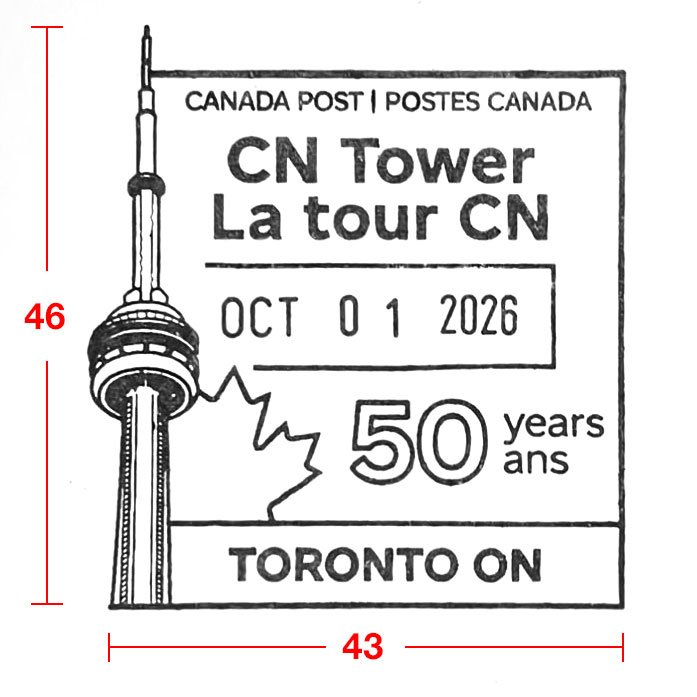 CANADA POST | POSTES CANADA
CN Tower
La tour CN
OCT 01 2026
50 years
ans
TORONTO ON
46
43